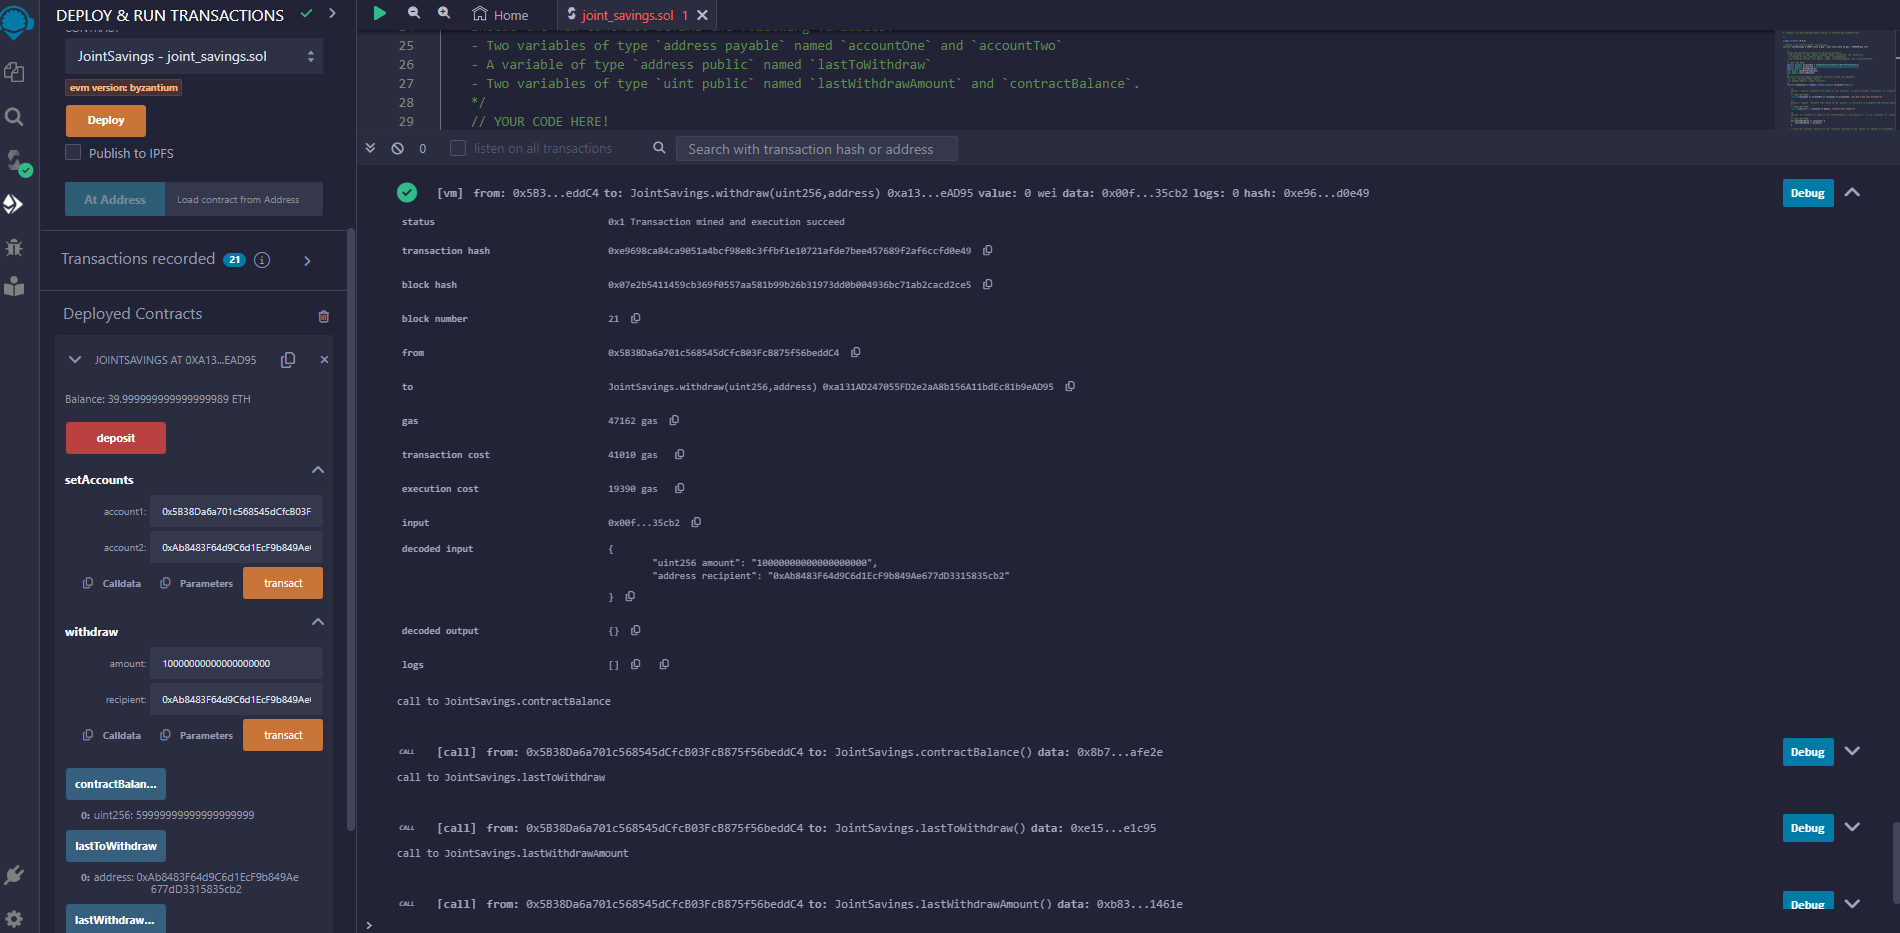 DEPLOY & RUN TRANSACTIONS
CONTRACT
JointSavings - joint_savings.sol
evm version: byzantium
Deploy
Publish to IPFS
At Address
Load contract from Address
Transactions recorded 21
Deployed Contracts
JOINTSAVINGS AT 0XA13...EAD95
Balance: 39.999999999999999989 ETH
deposit
setAccounts
account1: 0x5B38Da6a701c568545dCfcB03F
account2: 0xAb8483F64d9C6d1EcF9b849Ae
Calldata Parameters transact
withdraw
amount: 10000000000000000000
recipient: 0xAb8483F64d9C6d1EcF9b849Ae
Calldata Parameters transact
contractBalan...
0: uint256: 59999999999999999999
lastToWithdraw
0: address: 0xAb8483F64d9C6d1EcF9b849Ae
677dD3315835cb2
lastWithdraw...
Home
joint_savings.sol 1
25 - Two variables of type `address payable` named `accountOne` and `accountTwo`
26 - A variable of type `address public` named `lastToWithdraw`
27 - Two variables of type `uint public` named `lastWithdrawAmount` and `contractBalance`.
28 */
29 // YOUR CODE HERE!
0 listen on all transactions Search with transaction hash or address
[vm] from: 0x5B3...eddC4 to: JointSavings.withdraw(uint256,address) 0xa13...eAD95 value: 0 wei data: 0x00f...35cb2 logs: 0 hash: 0xe96...d0e49
Debug
status 0x1 Transaction mined and execution succeed
transaction hash 0xe9698ca84ca9051a4bcf98e8c3ffbf1e10721afde7bee457689f2af6ccfd0e49
block hash 0x07e2b5411459cb369f0557aa581b99b26b31973dd0b004936bc71ab2cacd2ce5
block number 21
from 0x5B38Da6a701c568545dCfcB03FcB875f56beddC4
to JointSavings.withdraw(uint256,address) 0xa131AD247055FD2e2aA8b156A11bdEc81b9eAD95
gas 47162 gas
transaction cost 41010 gas
execution cost 19390 gas
input 0x00f...35cb2
decoded input {
"uint256 amount": "10000000000000000000",
"address recipient": "0xAb8483F64d9C6d1EcF9b849Ae677dD3315835cb2"
}
decoded output {}
logs []
call to JointSavings.contractBalance
CALL [call] from: 0x5B38Da6a701c568545dCfcB03FcB875f56beddC4 to: JointSavings.contractBalance() data: 0x8b7...afe2e
Debug
call to JointSavings.lastToWithdraw
CALL [call] from: 0x5B38Da6a701c568545dCfcB03FcB875f56beddC4 to: JointSavings.lastToWithdraw() data: 0xe15...e1c95
Debug
call to JointSavings.lastWithdrawAmount
CALL [call] from: 0x5B38Da6a701c568545dCfcB03FcB875f56beddC4 to: JointSavings.lastWithdrawAmount() data: 0xb83...1461e
Debug
>